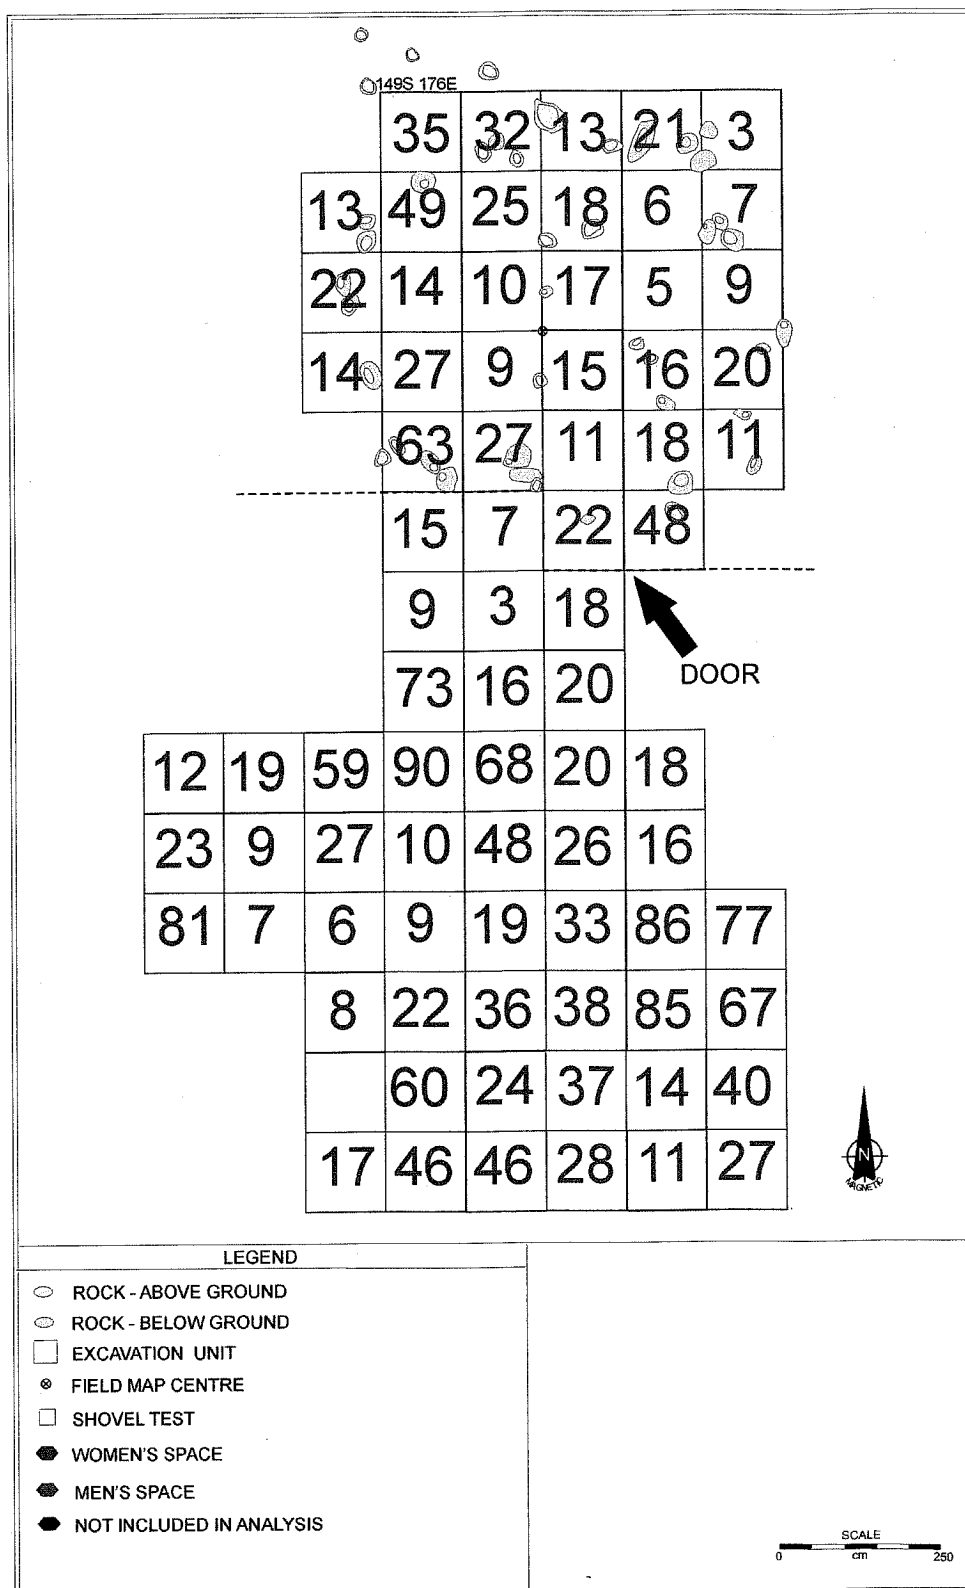 149S 176E
35 32 13 21 3
13 49 25 18 6 7
22 14 10 17 5 9
14 27 9 15 16 20
63 27 11 18 11
15 7 22 48
9 3 18
DOOR
73 16 20
12 19 59 90 68 20 18
23 9 27 10 48 26 16
81 7 6 9 19 33 86 77
8 22 36 38 85 67
60 24 37 14 40
17 46 46 28 11 27
N
MAGNETIC
LEGEND
ROCK - ABOVE GROUND
ROCK - BELOW GROUND
EXCAVATION UNIT
FIELD MAP CENTRE
SHOVEL TEST
WOMEN'S SPACE
MEN'S SPACE
NOT INCLUDED IN ANALYSIS
SCALE
0 cm 250